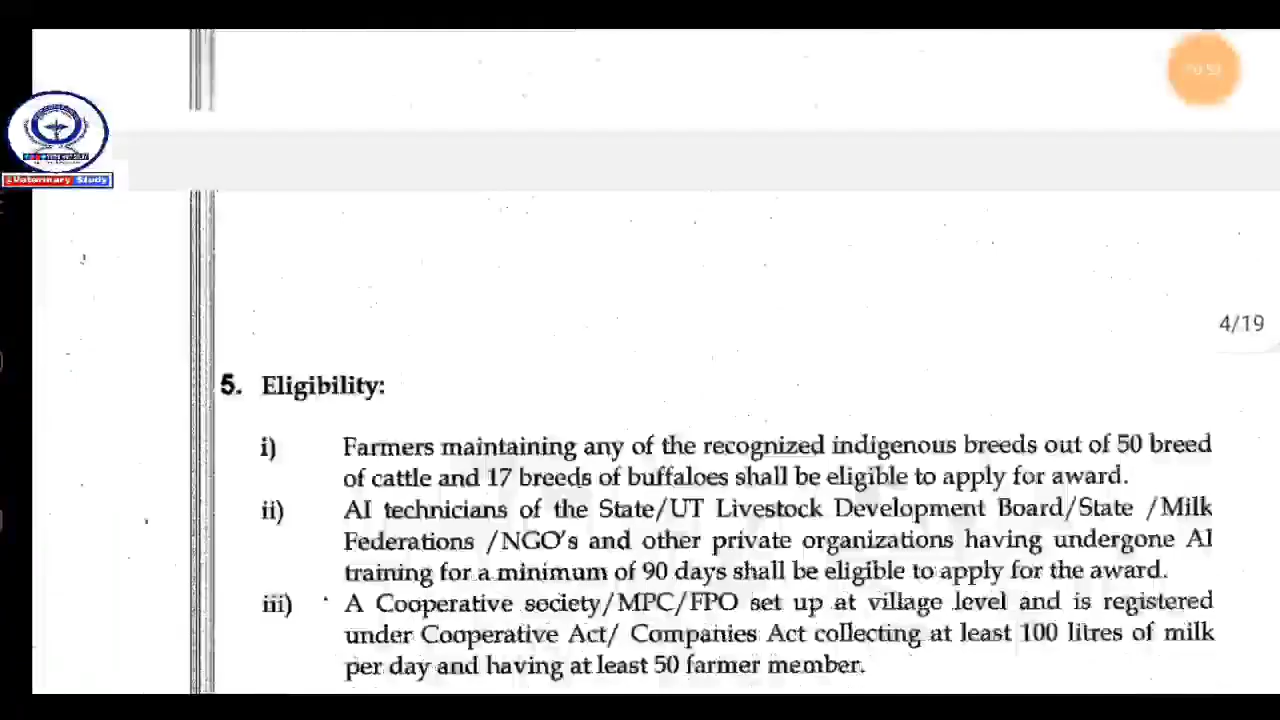 Veterinary Study
4/19
5. Eligibility:
i) Farmers maintaining any of the recognized indigenous breeds out of 50 breed
of cattle and 17 breeds of buffaloes shall be eligible to apply for award.
ii) AI technicians of the State/UT Livestock Development Board/State /Milk
Federations /NGO's and other private organizations having undergone AI
training for a minimum of 90 days shall be eligible to apply for the award.
iii) A Cooperative society/MPC/FPO set up at village level and is registered
under Cooperative Act/ Companies Act collecting at least 100 litres of milk
per day and having at least 50 farmer member.